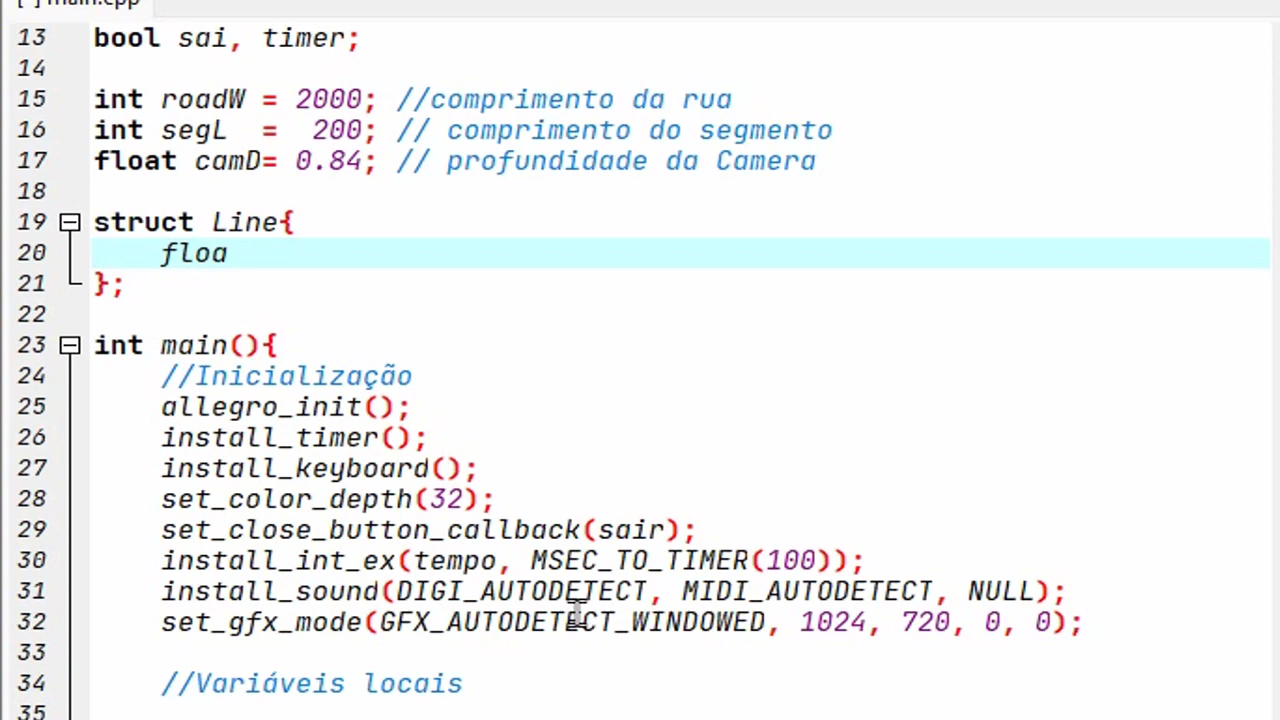 main.cpp
13 bool sai, timer;
14
15 int roadW = 2000; //comprimento da rua
16 int segL  =  200; // comprimento do segmento
17 float camD= 0.84; // profundidade da Camera
18
19 struct Line{
20     floa
21 };
22
23 int main(){
24     //Inicialização
25     allegro_init();
26     install_timer();
27     install_keyboard();
28     set_color_depth(32);
29     set_close_button_callback(sair);
30     install_int_ex(tempo, MSEC_TO_TIMER(100));
31     install_sound(DIGI_AUTODETECT, MIDI_AUTODETECT, NULL);
32     set_gfx_mode(GFX_AUTODETECT_WINDOWED, 1024, 720, 0, 0);
33
34     //Variáveis locais
35